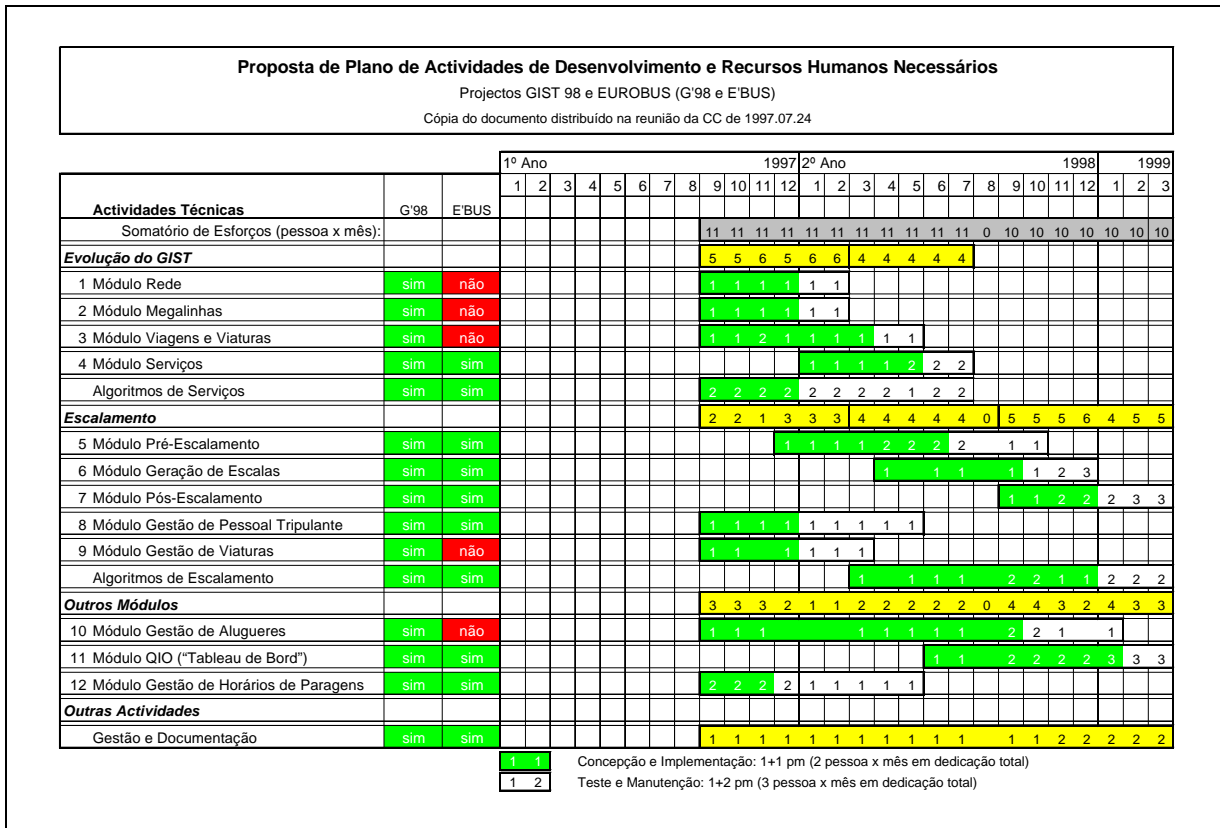 Proposta de Plano de Actividades de Desenvolvimento e Recursos Humanos Necessários
Projectos GIST 98 e EUROBUS (G'98 e E'BUS)
Cópia do documento distribuído na reunião da CC de 1997.07.24
1º Ano 1997 2º Ano 1998 1999
1 2 3 4 5 6 7 8 9 10 11 12 1 2 3 4 5 6 7 8 9 10 11 12 1 2 3
Actividades Técnicas G'98 E'BUS
Somatório de Esforços (pessoa x mês): 11 11 11 11 11 11 11 11 11 11 11 0 10 10 10 10 10 10 10
Evolução do GIST 5 5 6 5 6 6 4 4 4 4 4
1 Módulo Rede sim não 1 1 1 1 1 1
2 Módulo Megalinhas sim não 1 1 1 1 1 1
3 Módulo Viagens e Viaturas sim não 1 1 2 1 1 1 1 1 1
4 Módulo Serviços sim sim 1 1 1 1 2 2 2
Algoritmos de Serviços sim sim 2 2 2 2 2 2 2 2 1 2 2
Escalamento 2 2 1 3 3 3 4 4 4 4 4 0 5 5 5 6 4 5 5
5 Módulo Pré-Escalamento sim sim 1 1 1 1 2 2 2 2 1 1
6 Módulo Geração de Escalas sim sim 1 1 1 1 1 2 3
7 Módulo Pós-Escalamento sim sim 1 1 2 2 2 3 3
8 Módulo Gestão de Pessoal Tripulante sim sim 1 1 1 1 1 1 1 1 1
9 Módulo Gestão de Viaturas sim não 1 1 1 1 1 1
Algoritmos de Escalamento sim sim 1 1 1 1 2 2 1 1 2 2 2
Outros Módulos 3 3 3 2 1 1 2 2 2 2 2 0 4 4 3 2 4 3 3
10 Módulo Gestão de Alugueres sim não 1 1 1 1 1 1 1 1 2 2 1 1
11 Módulo QIO (“Tableau de Bord”) sim sim 1 1 2 2 2 2 3 3 3
12 Módulo Gestão de Horários de Paragens sim sim 2 2 2 2 1 1 1 1 1
Outras Actividades
Gestão e Documentação sim sim 1 1 1 1 1 1 1 1 1 1 1 1 1 2 2 2 2 2
1 1 Concepção e Implementação: 1+1 pm (2 pessoa x mês em dedicação total)
1 2 Teste e Manutenção: 1+2 pm (3 pessoa x mês em dedicação total)